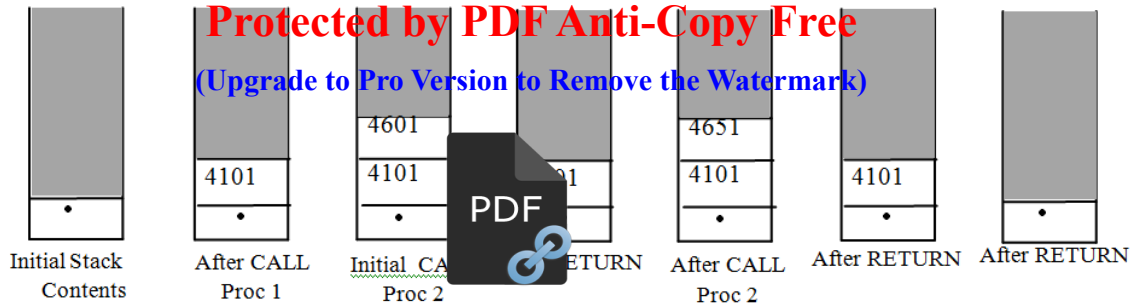 Protected by PDF Anti-Copy Free
(Upgrade to Pro Version to Remove the Watermark)
4601
4651
4101
4101
4101
4101
PDF
Initial Stack
Contents
After CALL
Proc 1
Initial
Proc 2
After CALL
Proc 2
After RETURN
After RETURN